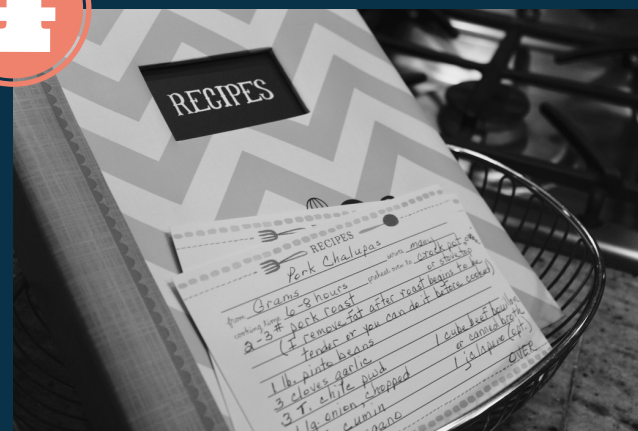 RECIPES
RECIPES
Pork Chalupas
from Grams serves many
cooking time 6-8 hours preheat oven to crock pot or
2-3 # pork roast or stovetop
(I remove fat after roast begins to be
tender or you can do it before cooked)
1 lb. pinto beans
3 cloves garlic 1 cube beef bouillon
3 T. chile pwd or canned broth
1 lg. onion, chopped 1 jalapeno (opt.)
cumin OVER